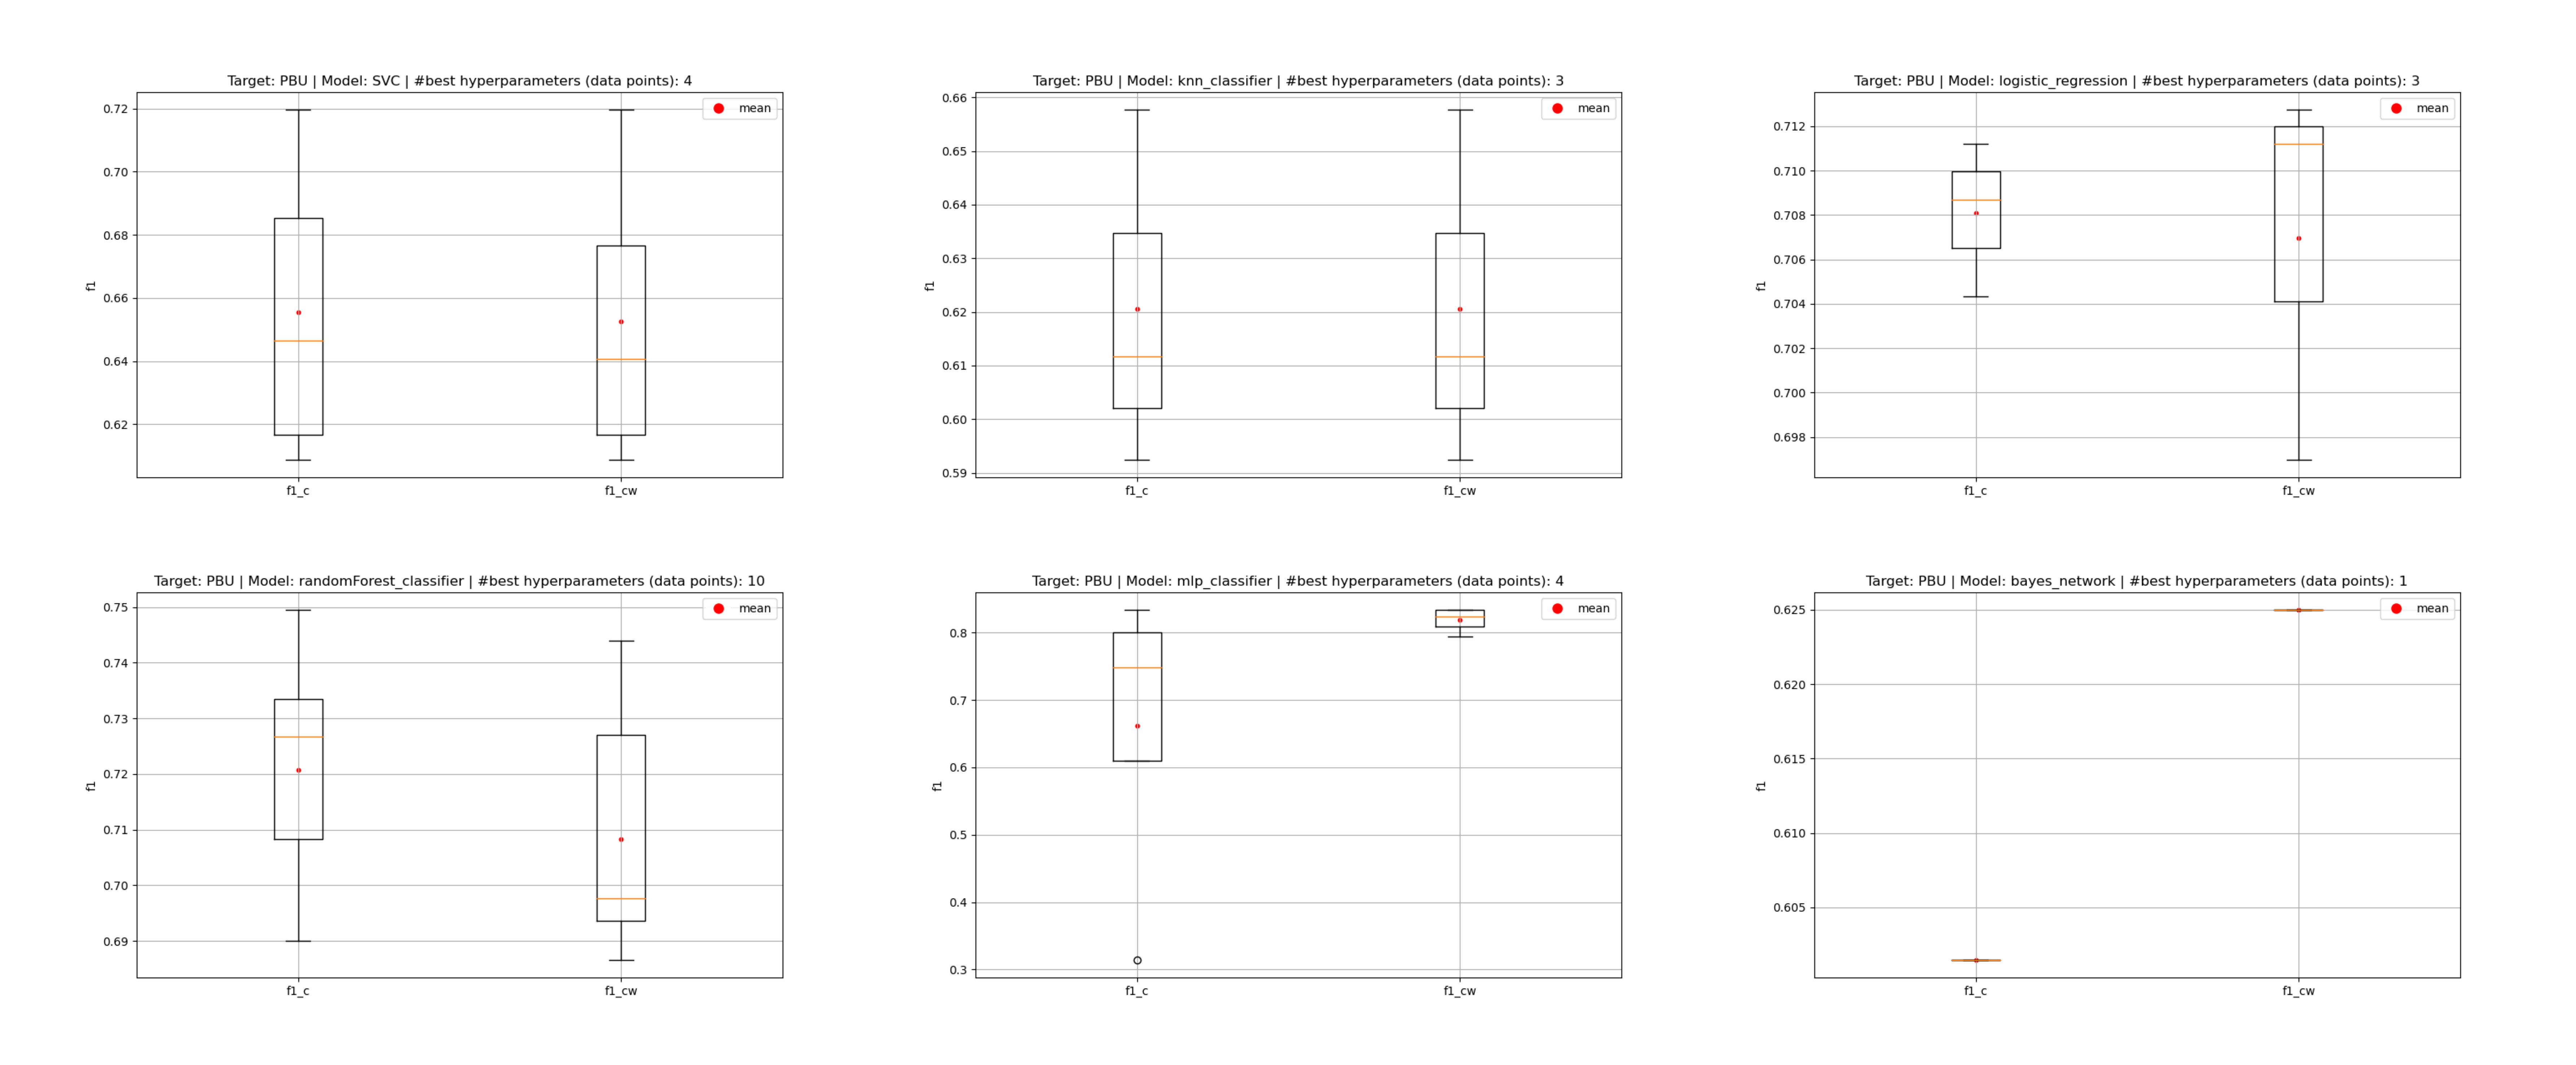 Target: PBU | Model: SVC | #best hyperparameters (data points): 4
mean
0.72
0.70
0.68
0.66
0.64
0.62
f1
f1_c f1_cw
Target: PBU | Model: knn_classifier | #best hyperparameters (data points): 3
mean
0.66
0.65
0.64
0.63
0.62
0.61
0.60
0.59
f1
f1_c f1_cw
Target: PBU | Model: logistic_regression | #best hyperparameters (data points): 3
mean
0.712
0.710
0.708
0.706
0.704
0.702
0.700
0.698
f1
f1_c f1_cw
Target: PBU | Model: randomForest_classifier | #best hyperparameters (data points): 10
mean
0.75
0.74
0.73
0.72
0.71
0.70
0.69
f1
f1_c f1_cw
Target: PBU | Model: mlp_classifier | #best hyperparameters (data points): 4
mean
0.8
0.7
0.6
0.5
0.4
0.3
f1
f1_c f1_cw
Target: PBU | Model: bayes_network | #best hyperparameters (data points): 1
mean
0.625
0.620
0.615
0.610
0.605
f1
f1_c f1_cw